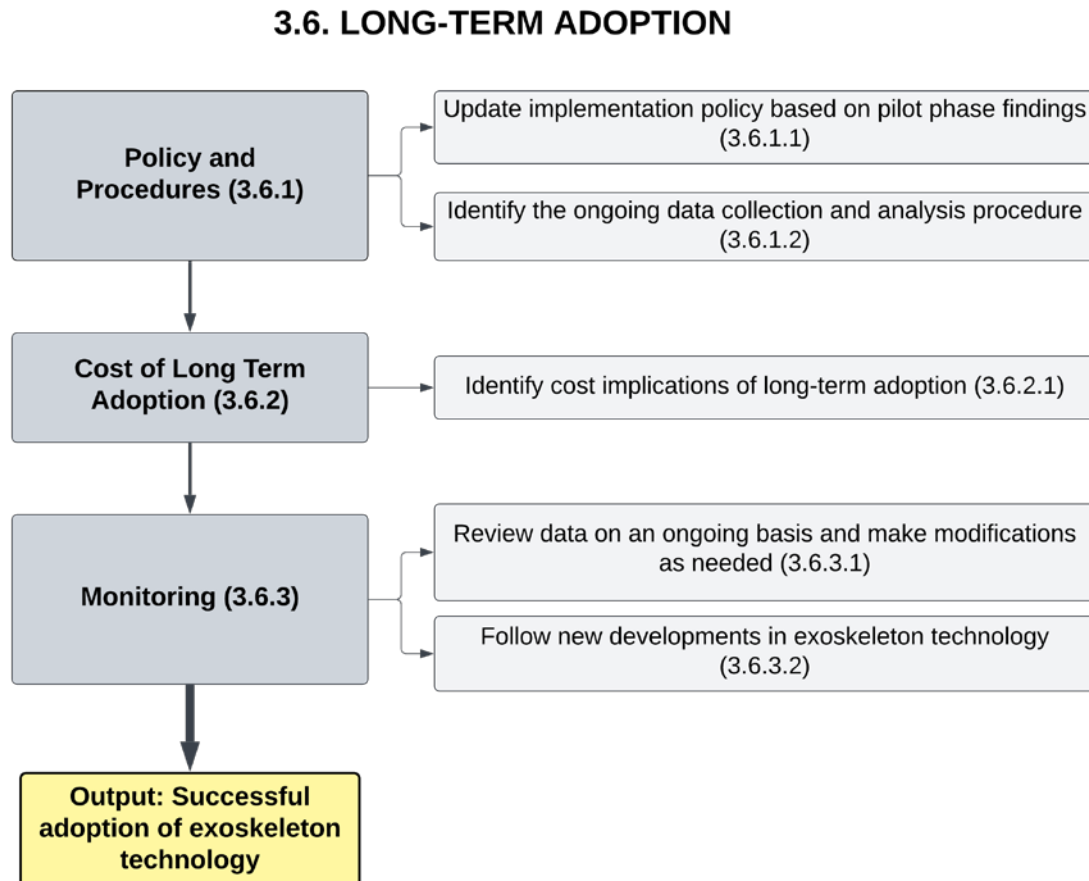 3.6. LONG-TERM ADOPTION
Policy and
Procedures (3.6.1)
Update implementation policy based on pilot phase findings
(3.6.1.1)
Identify the ongoing data collection and analysis procedure
(3.6.1.2)
Cost of Long Term
Adoption (3.6.2)
Identify cost implications of long-term adoption (3.6.2.1)
Monitoring (3.6.3)
Review data on an ongoing basis and make modifications
as needed (3.6.3.1)
Follow new developments in exoskeleton technology
(3.6.3.2)
Output: Successful
adoption of exoskeleton
technology